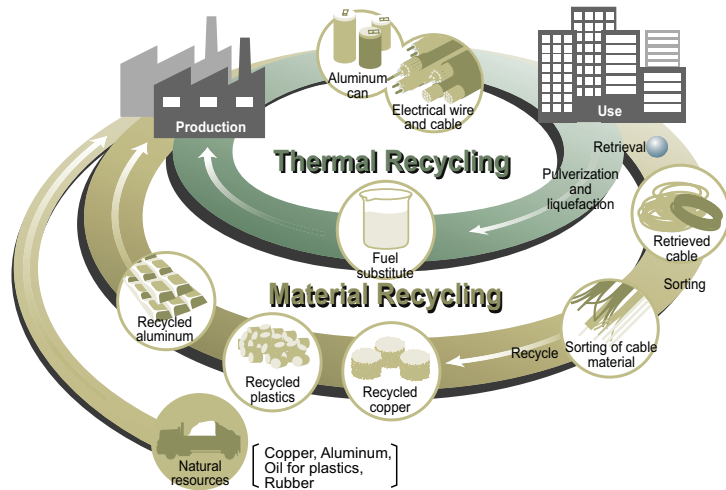 Aluminum
can
Electrical wire
and cable
Production
Use
Retrieval
Thermal Recycling
Pulverization
and
liquefaction
Retrieved
cable
Fuel
substitute
Sorting
Material Recycling
Recycled
aluminum
Recycle
Sorting of cable
material
Recycled
plastics
Recycled
copper
Natural
resources
Copper, Aluminum,
Oil for plastics,
Rubber